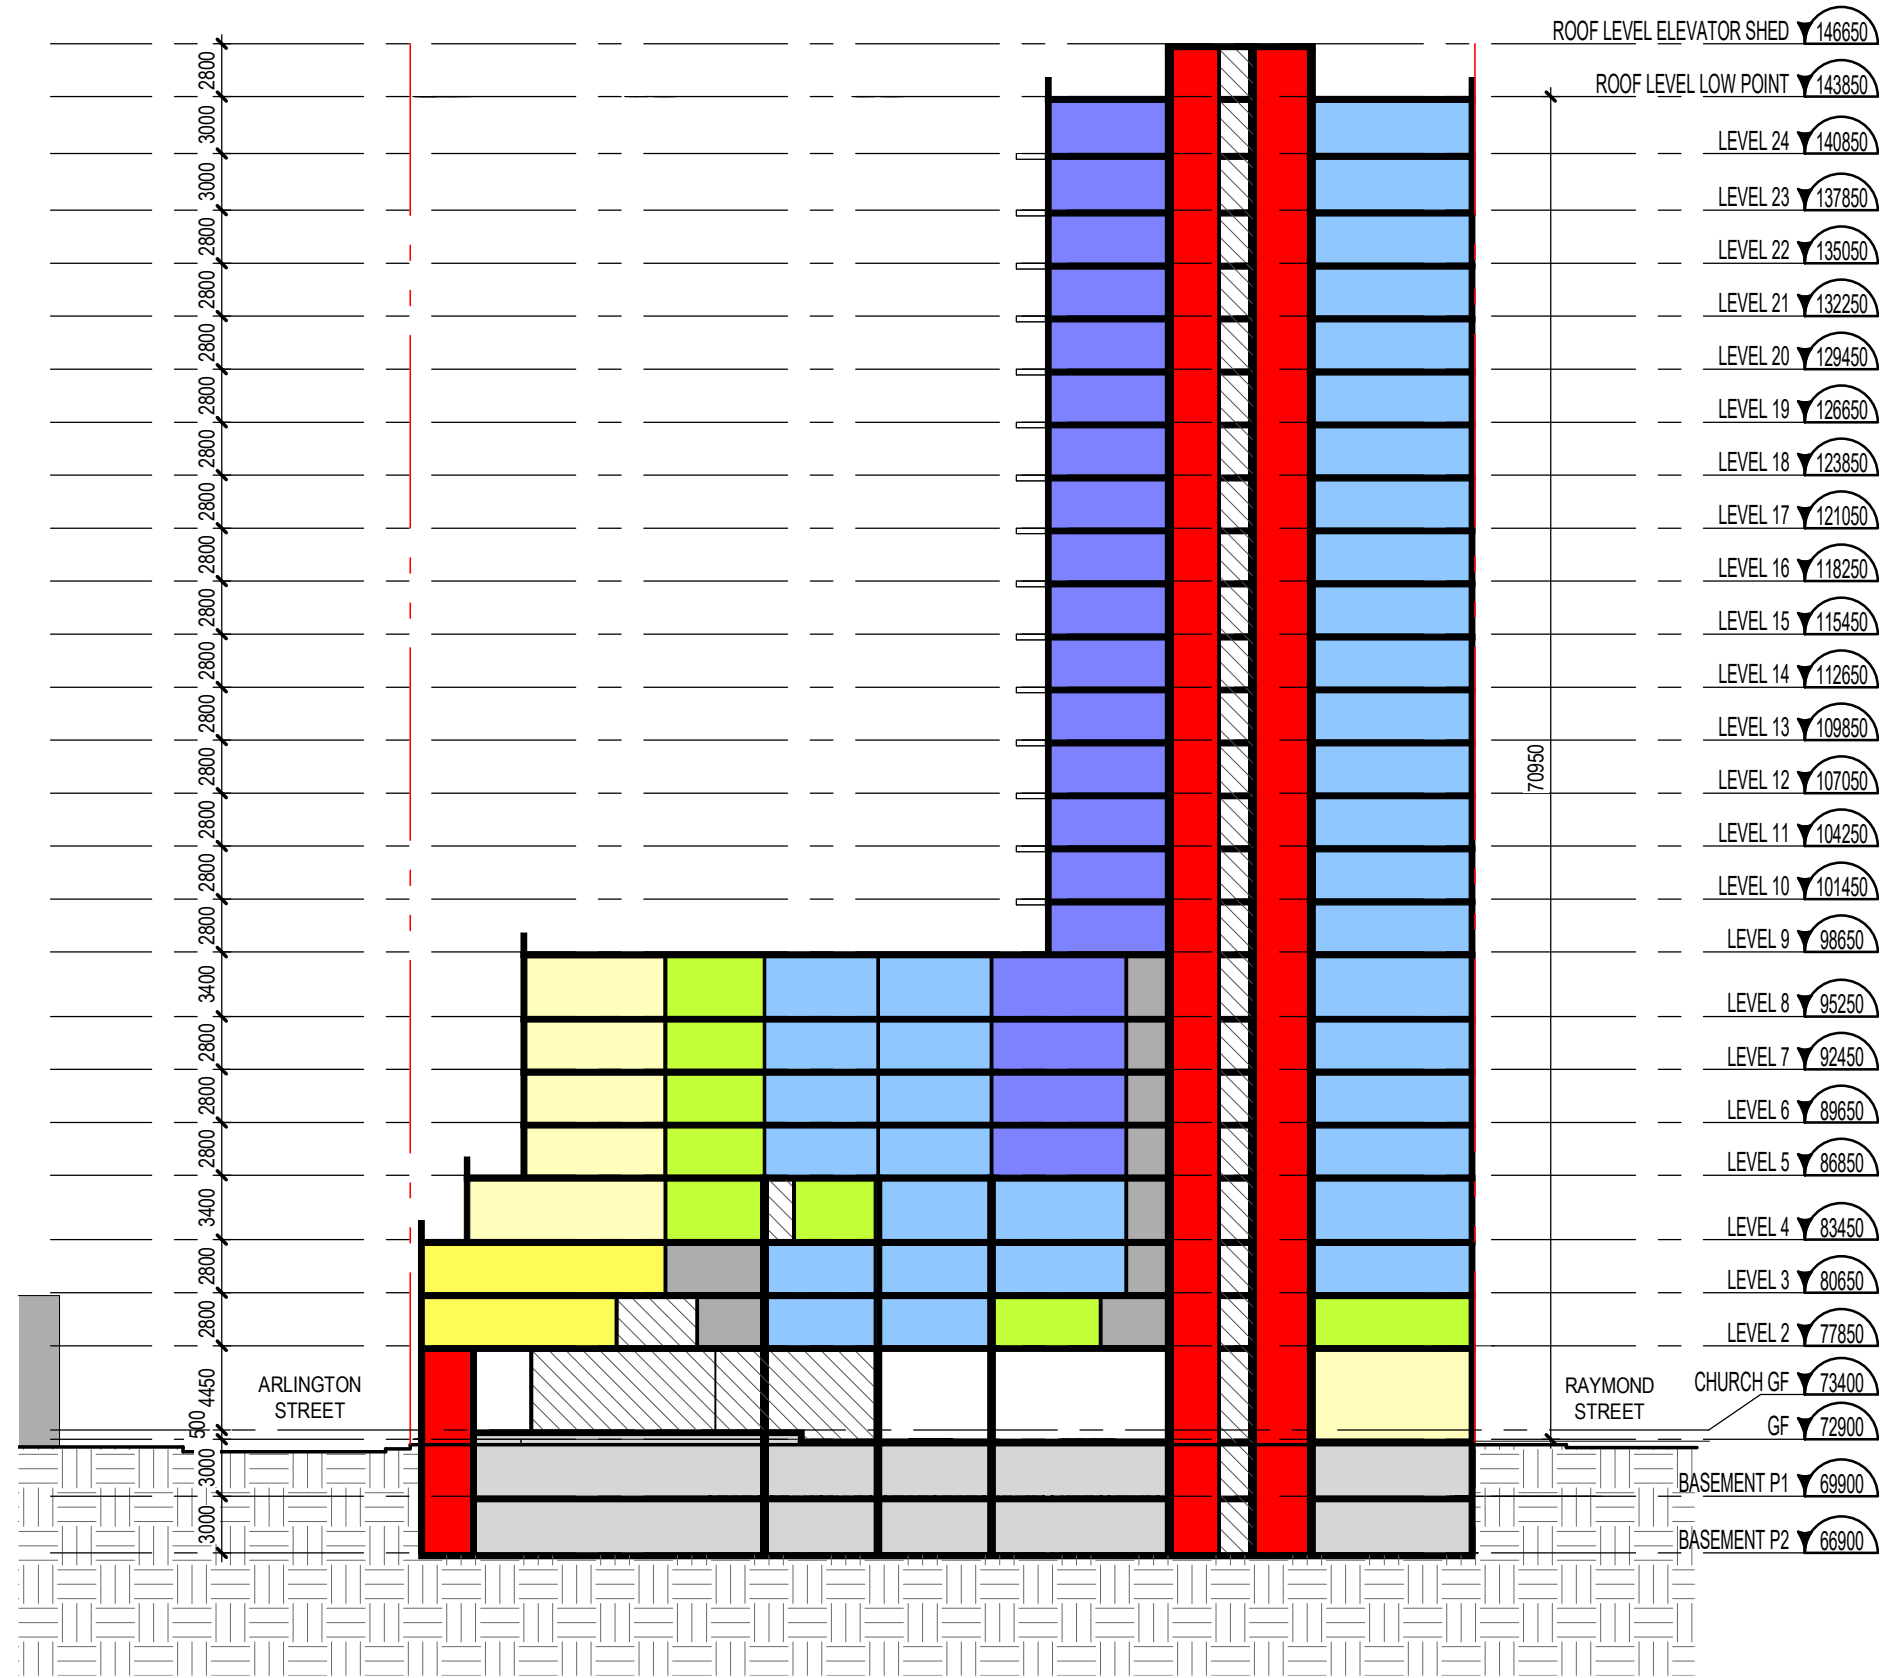 ROOF LEVEL ELEVATOR SHED 146650
2800
ROOF LEVEL LOW POINT 143850
3000
LEVEL 24 140850
3000
LEVEL 23 137850
2800
LEVEL 22 135050
2800
LEVEL 21 132250
2800
LEVEL 20 129450
2800
LEVEL 19 126650
2800
LEVEL 18 123850
2800
LEVEL 17 121050
2800
LEVEL 16 118250
2800
LEVEL 15 115450
2800
LEVEL 14 112650
2800
LEVEL 13 109850
2800
70950
LEVEL 12 107050
2800
LEVEL 11 104250
2800
LEVEL 10 101450
2800
LEVEL 9 98650
3400
LEVEL 8 95250
2800
LEVEL 7 92450
2800
LEVEL 6 89650
2800
LEVEL 5 86850
3400
LEVEL 4 83450
2800
LEVEL 3 80650
2800
LEVEL 2 77850
4450
ARLINGTON
STREET
RAYMOND
STREET
CHURCH GF 73400
500
GF 72900
3000
BASEMENT P1 69900
3000
BASEMENT P2 66900